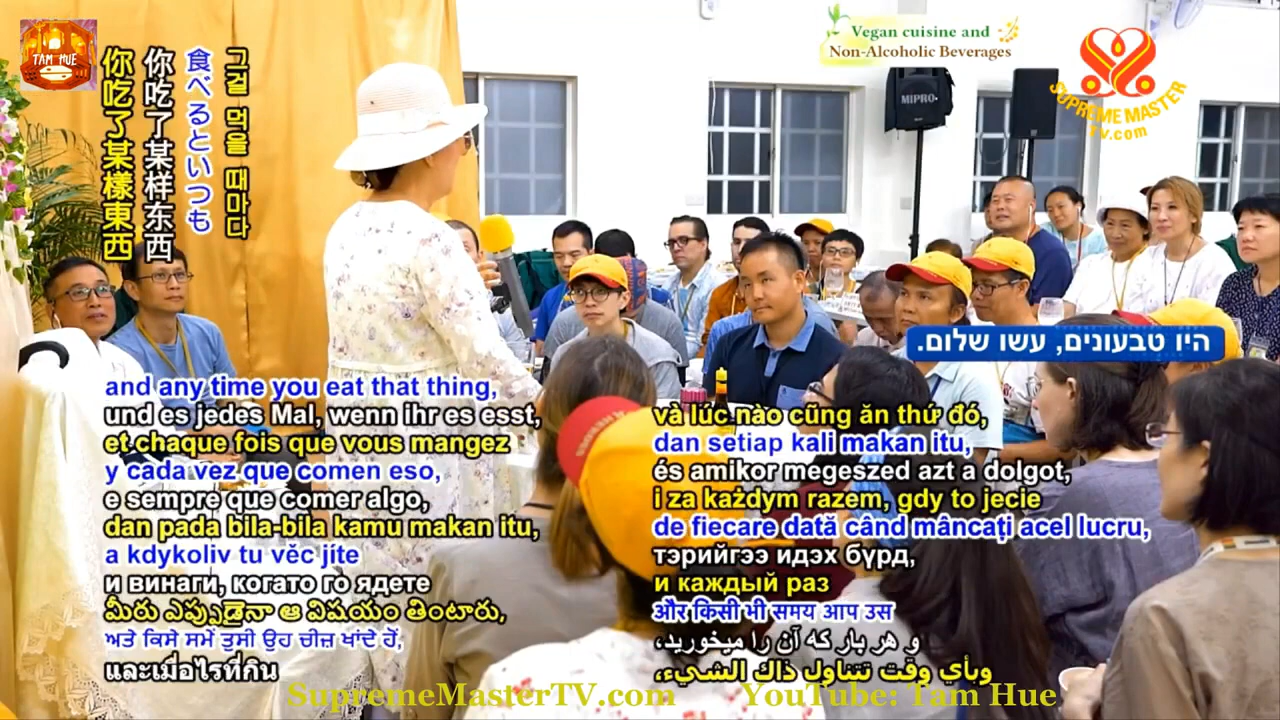 TAM HUE
Vegan cuisine and
Non-Alcoholic Beverages
SUPREME MASTER
TV.com
MIPRO
你吃了某樣東西
你吃了某样东西
食べるといつも
그걸 먹을 때마다
היו טבעונים, עשו שלום.
and any time you eat that thing,
und es jedes Mal, wenn ihr es esst,
et chaque fois que vous mangez
y cada vez que comen eso,
e sempre que comer algo,
dan pada bila-bila kamu makan itu,
a kdykoliv tu věc jíte
и винаги, когато го ядете
మీరు ఎప్పుడైనా ఆ విషయం తింటారు,
ਅਤੇ ਕਿਸੇ ਸਮੇਂ ਤੁਸੀ ਉਹ ਚੀਜ਼ ਖਾਂਦੇ ਹੋਂ,
และเมื่อไรที่กิน
và lúc nào cũng ăn thứ đó,
dan setiap kali makan itu,
és amikor megeszed azt a dolgot,
i za każdym razem, gdy to jecie
de fiecare dată când mâncați acel lucru,
тэрийгээ идэх бүрд,
и каждый раз
और किसी भी समय आप उस
و هر بار که آن را میخورید،
وبأي وقت تتناول ذاك الشيء،
SupremeMasterTV.com YouTube: Tam Hue